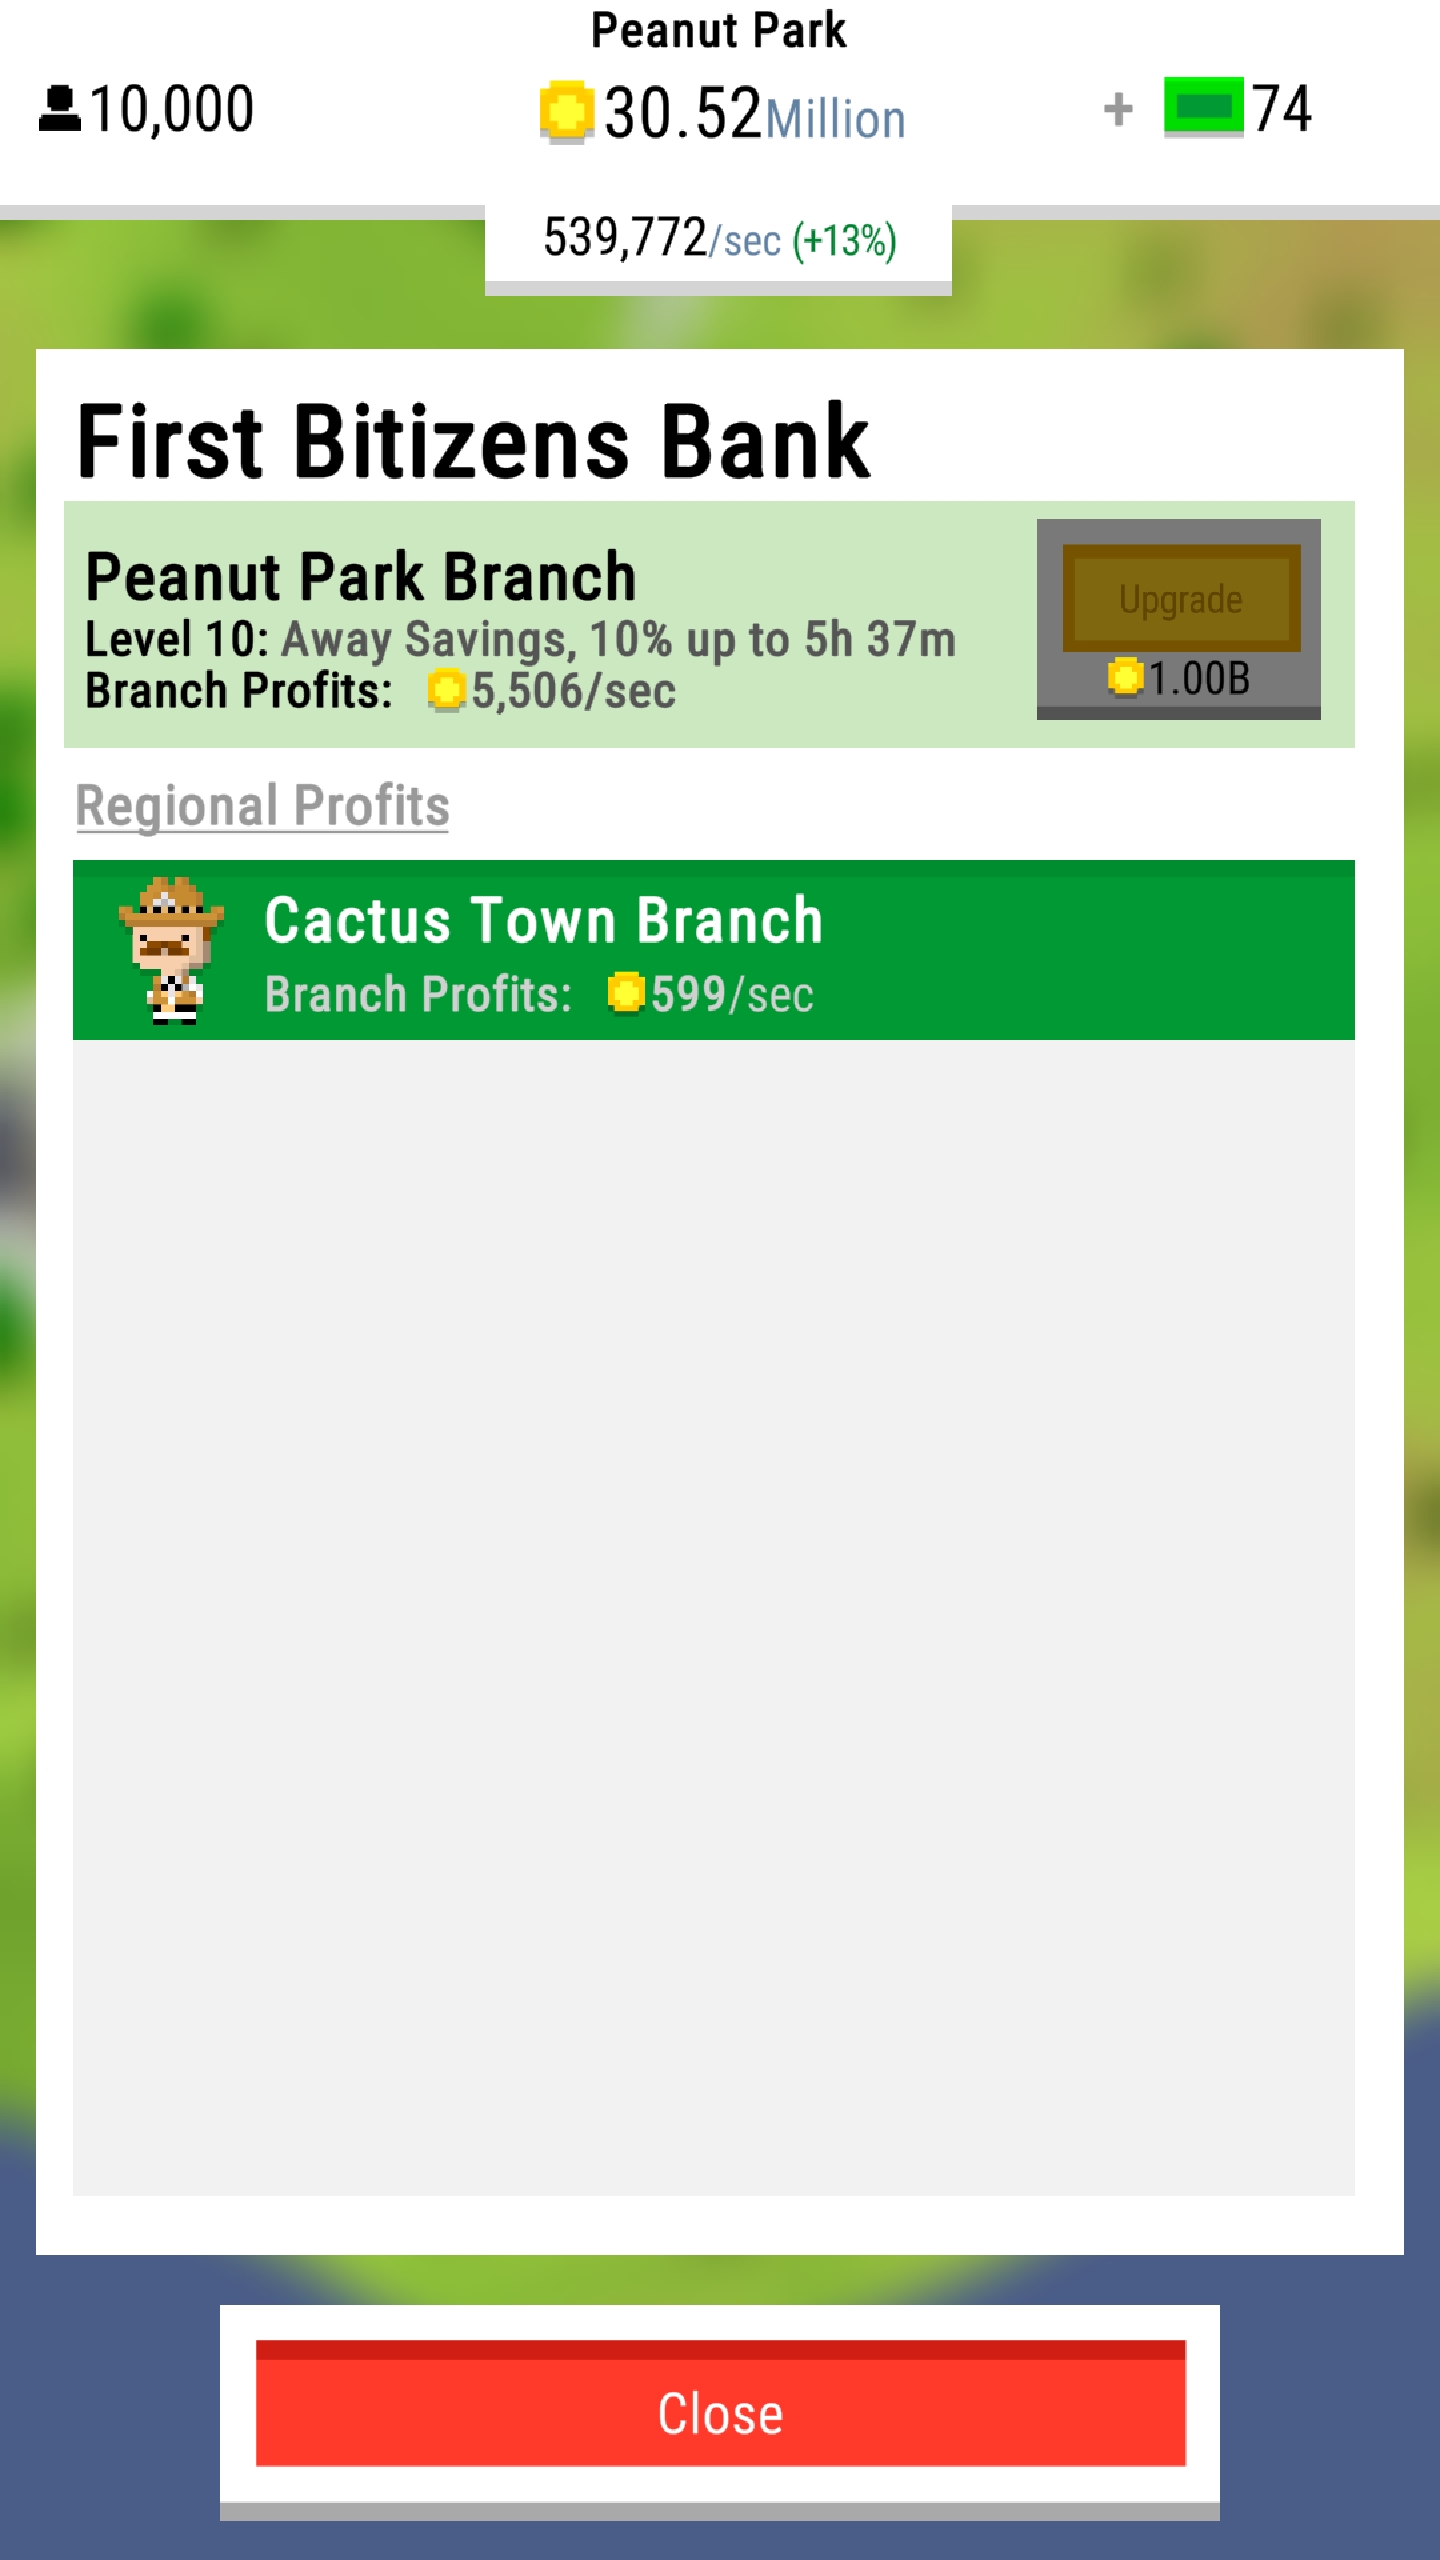 Peanut Park
10,000
30.52Million
+ 74
539,772/sec (+13%)
First Bitizens Bank
Peanut Park Branch
Level 10: Away Savings, 10% up to 5h 37m
Branch Profits: 5,506/sec
Upgrade
1.00B
Regional Profits
Cactus Town Branch
Branch Profits: 599/sec
Close